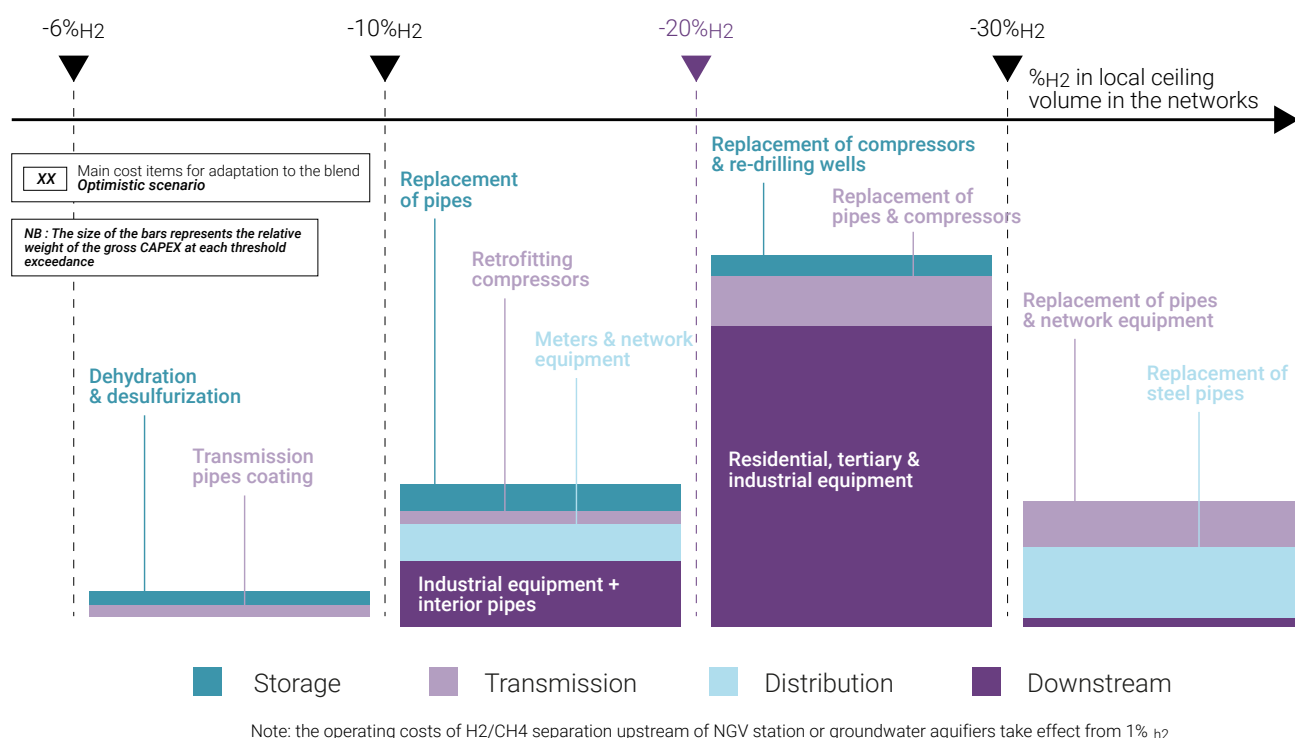 -6%H2
-10%H2
-20%H2
-30%H2
%H2 in local ceiling
volume in the networks
XX
Main cost items for adaptation to the blend
Optimistic scenario
NB : The size of the bars represents the relative
weight of the gross CAPEX at each threshold
exceedance
Dehydration
& desulfurization
Transmission
pipes coating
Replacement
of pipes
Retrofitting
compressors
Meters & network
equipment
Industrial equipment +
interior pipes
Replacement of compressors
& re-drilling wells
Replacement of
pipes & compressors
Residential, tertiary &
industrial equipment
Replacement of pipes
& network equipment
Replacement of
steel pipes
Storage
Transmission
Distribution
Downstream
Note: the operating costs of H2/CH4 separation upstream of NGV station or groundwater aquifiers take effect from 1% h2